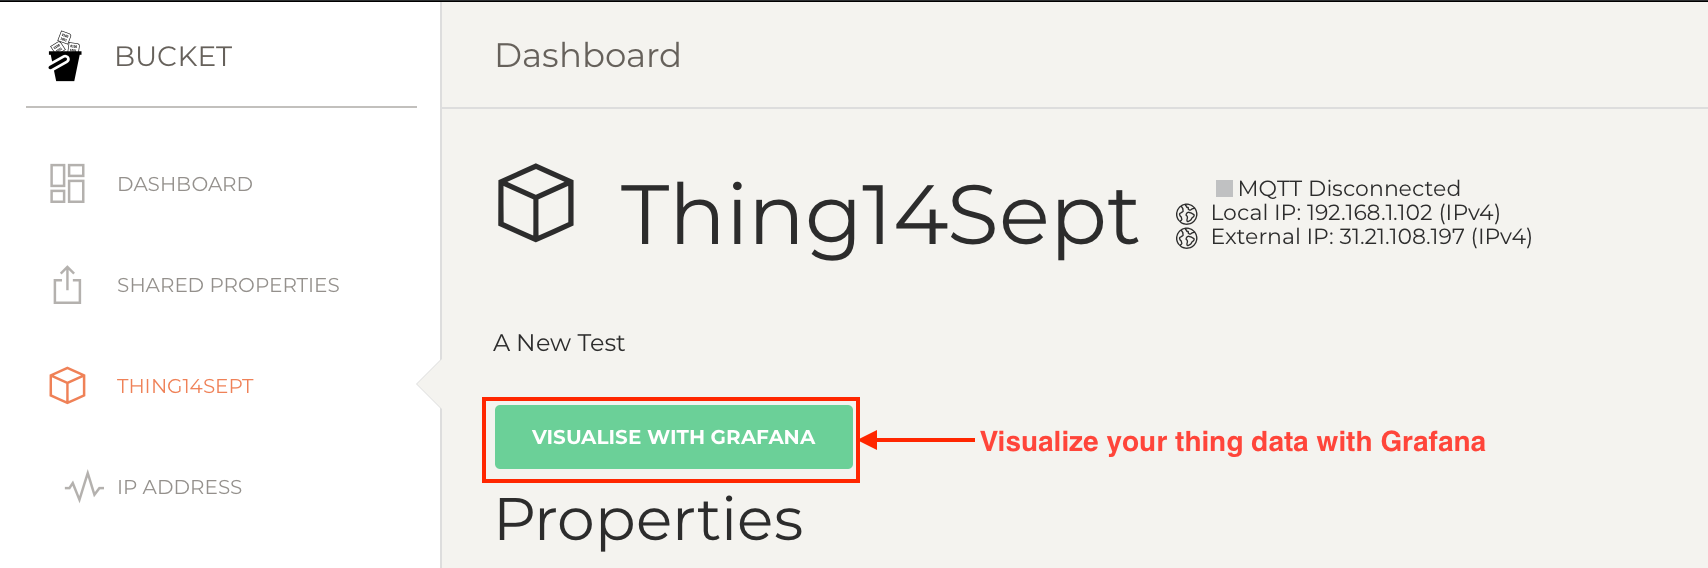 BUCKET
DASHBOARD
SHARED PROPERTIES
THING14SEPT
IP ADDRESS
Dashboard
Thing14Sept
MQTT Disconnected
Local IP: 192.168.1.102 (IPv4)
External IP: 31.21.108.197 (IPv4)
A New Test
VISUALISE WITH GRAFANA
Visualize your thing data with Grafana
Properties